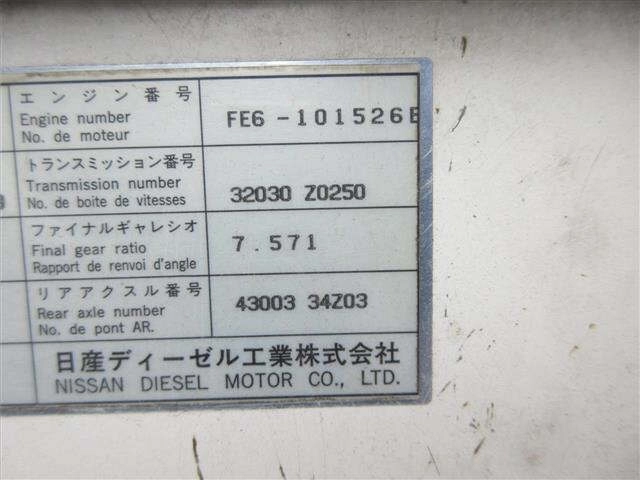 エンジン番号
Engine number
No. de moteur
FE6-101526E
トランスミッション番号
Transmission number
No. de boite de vitesses
32030 Z0250
ファイナルギャレシオ
Final gear ratio
Rapport de renvoi d'angle
7.571
リアアクスル番号
Rear axle number
No. de pont AR.
43003 34Z03
日産ディーゼル工業株式会社
NISSAN DIESEL MOTOR CO., LTD.